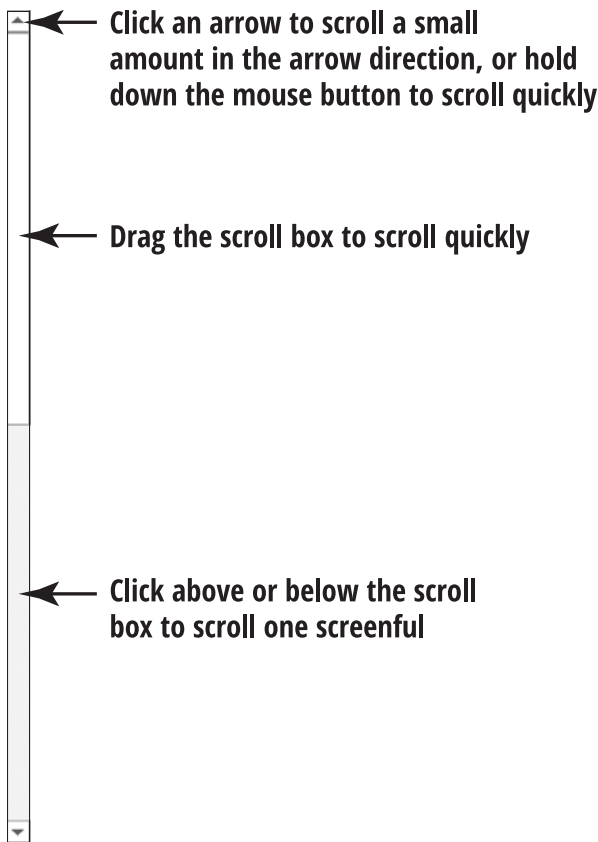 Click an arrow to scroll a small
amount in the arrow direction, or hold
down the mouse button to scroll quickly
Drag the scroll box to scroll quickly
Click above or below the scroll
box to scroll one screenful